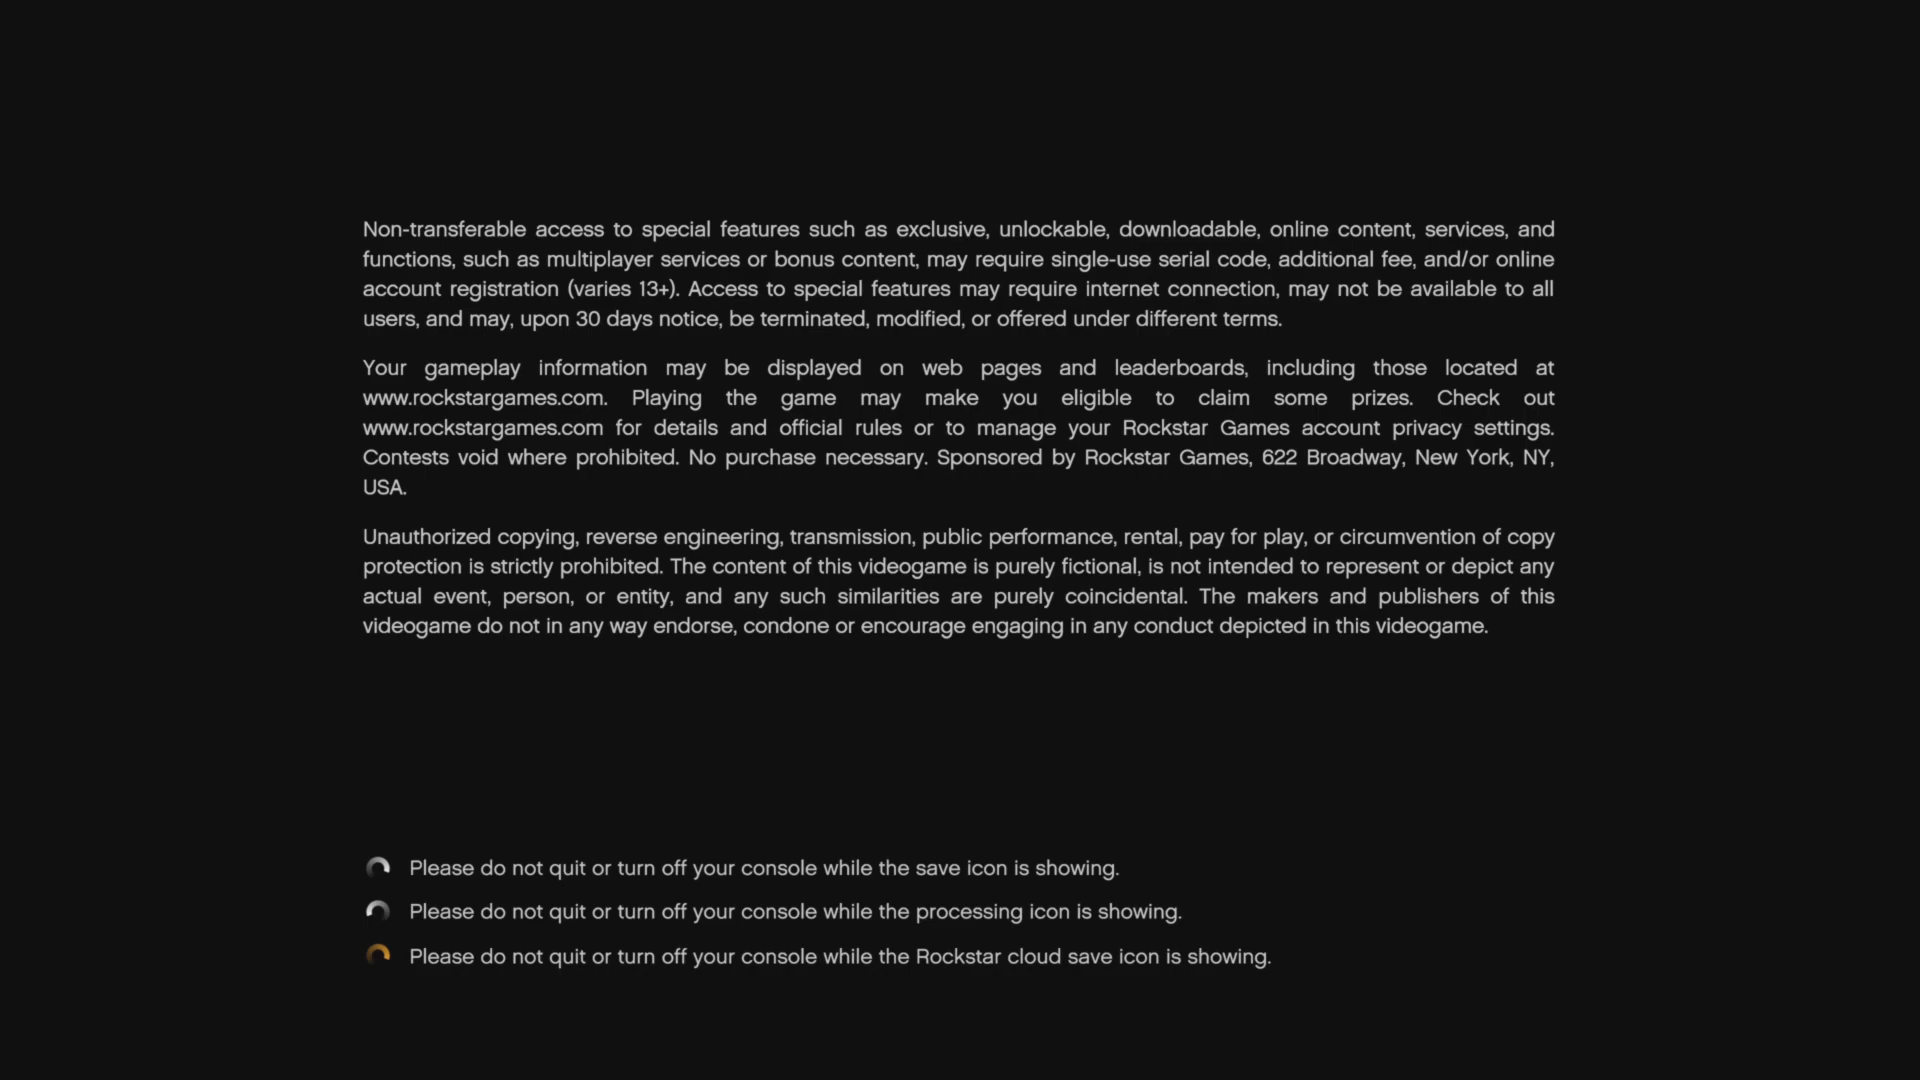 Non-transferable access to special features such as exclusive, unlockable, downloadable, online content, services, and
functions, such as multiplayer services or bonus content, may require single-use serial code, additional fee, and/or online
account registration (varies 13+). Access to special features may require internet connection, may not be available to all
users, and may, upon 30 days notice, be terminated, modified, or offered under different terms.
Your gameplay information may be displayed on web pages and leaderboards, including those located at
www.rockstargames.com. Playing the game may make you eligible to claim some prizes. Check out
www.rockstargames.com for details and official rules or to manage your Rockstar Games account privacy settings.
Contests void where prohibited. No purchase necessary. Sponsored by Rockstar Games, 622 Broadway, New York, NY,
USA.
Unauthorized copying, reverse engineering, transmission, public performance, rental, pay for play, or circumvention of copy
protection is strictly prohibited. The content of this videogame is purely fictional, is not intended to represent or depict any
actual event, person, or entity, and any such similarities are purely coincidental. The makers and publishers of this
videogame do not in any way endorse, condone or encourage engaging in any conduct depicted in this videogame.
Please do not quit or turn off your console while the save icon is showing.
Please do not quit or turn off your console while the processing icon is showing.
Please do not quit or turn off your console while the Rockstar cloud save icon is showing.